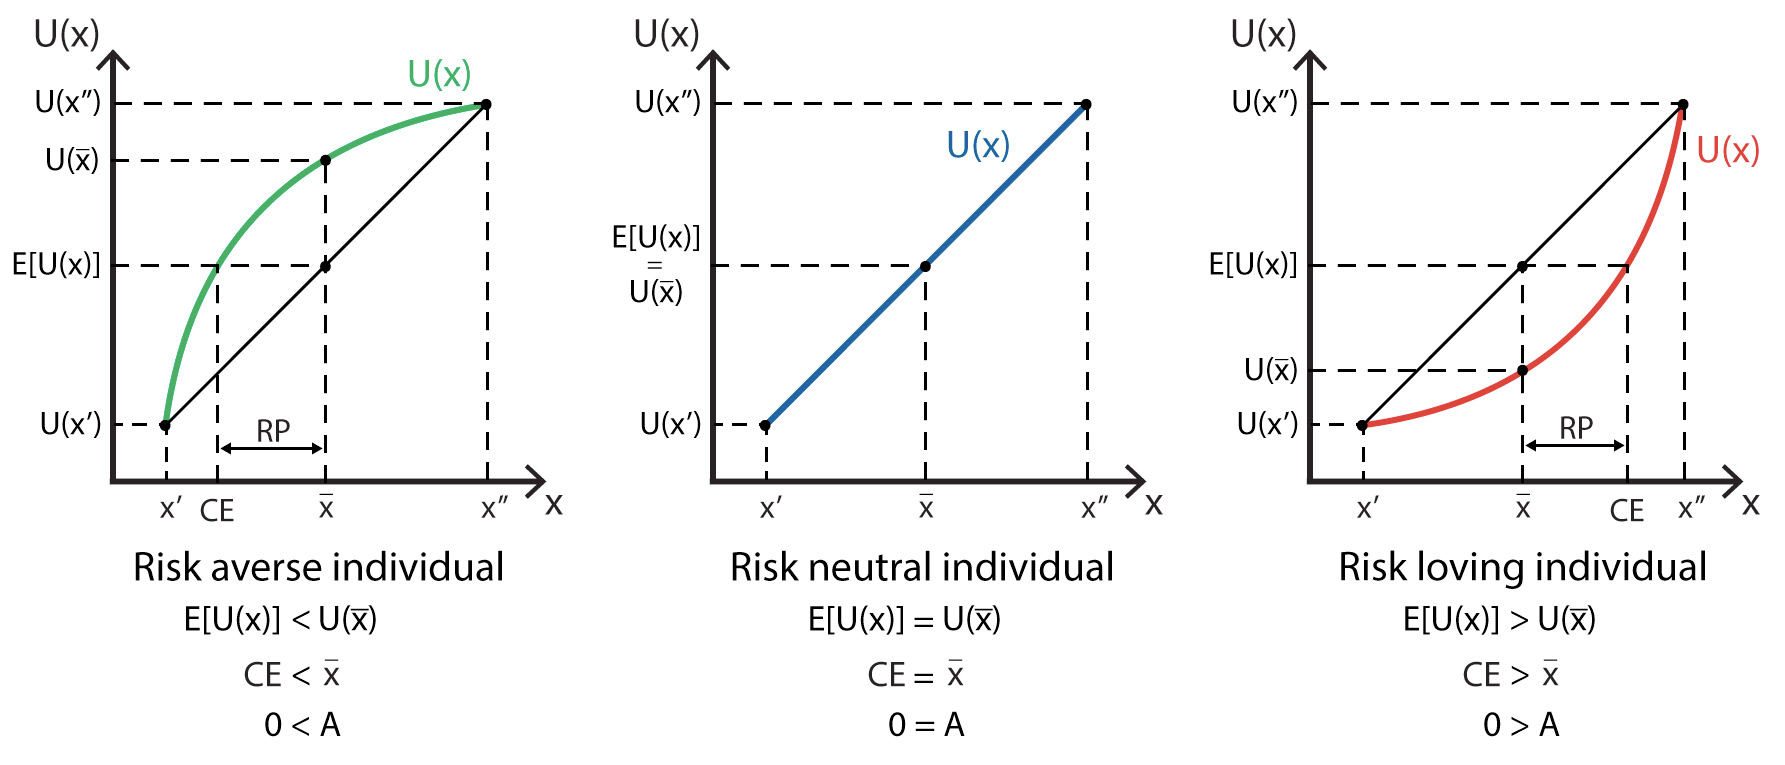 U(x)
U(x)
U(x″)
U(x̅)
E[U(x)]
U(x′)
RP
x′
CE
x̅
x″
x
Risk averse individual
E[U(x)] < U(x̅)
CE < x̅
0 < A
U(x)
U(x″)
U(x)
E[U(x)]
=
U(x̅)
U(x′)
x′
x̅
x″
x
Risk neutral individual
E[U(x)] = U(x̅)
CE = x̅
0 = A
U(x)
U(x″)
U(x)
E[U(x)]
U(x̅)
U(x′)
RP
x′
x̅
CE
x″
x
Risk loving individual
E[U(x)] > U(x̅)
CE > x̅
0 > A